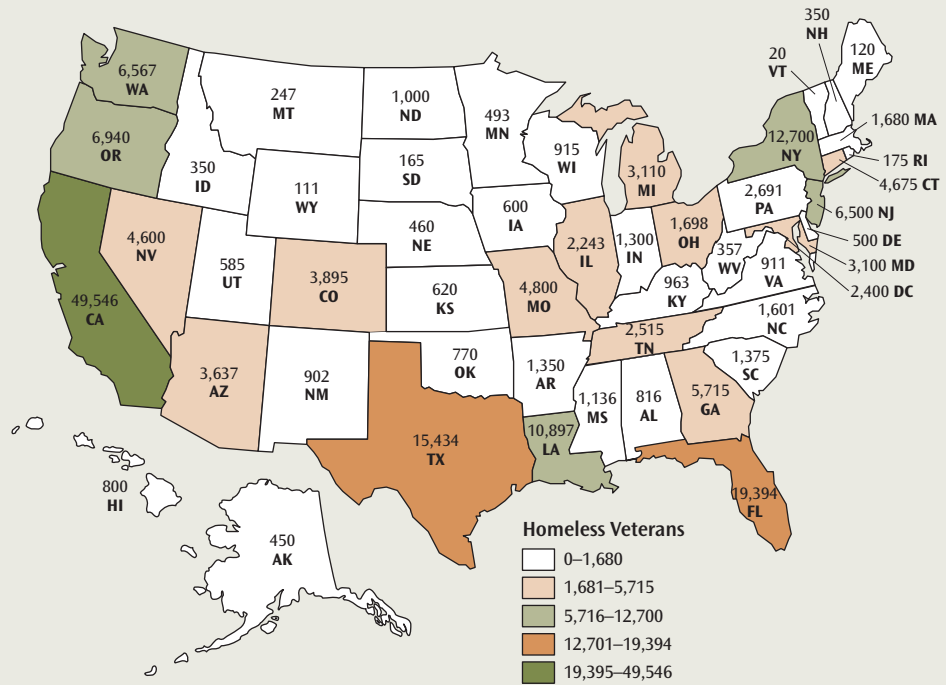 350
NH
20
VT
120
ME
6,567
WA
247
MT
1,000
ND
493
MN
1,680 MA
6,940
OR
12,700
NY
350
ID
165
SD
915
WI
3,110
MI
175 RI
4,675 CT
111
WY
2,691
PA
6,500 NJ
4,600
NV
460
NE
600
IA
2,243
IL
1,300
IN
1,698
OH
500 DE
585
UT
3,895
CO
357
WV
911
VA
3,100 MD
2,400 DC
49,546
CA
620
KS
4,800
MO
963
KY
1,601
NC
2,515
TN
3,637
AZ
902
NM
770
OK
1,350
AR
1,375
SC
1,136
MS
816
AL
5,715
GA
15,434
TX
10,897
LA
800
HI
19,394
FL
450
AK
Homeless Veterans
0–1,680
1,681–5,715
5,716–12,700
12,701–19,394
19,395–49,546